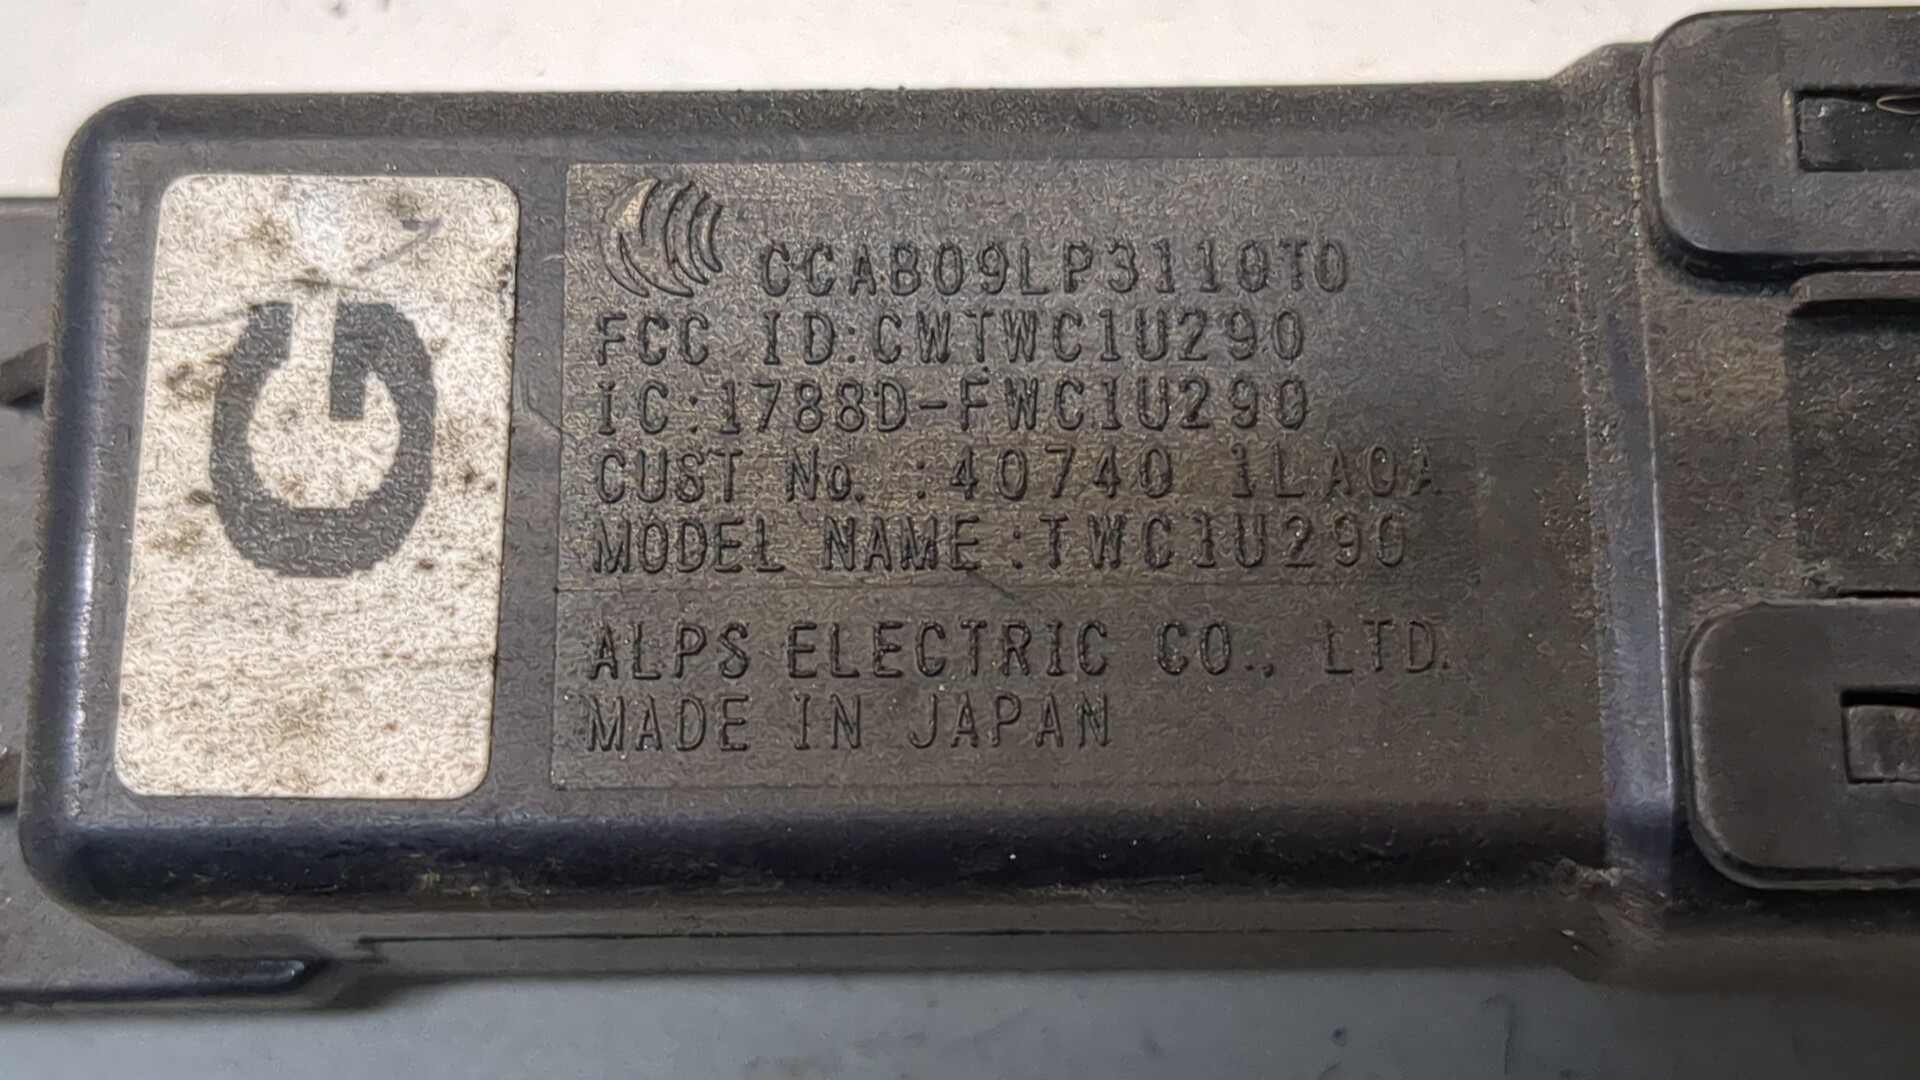 G
CCAB09LP3110T0
FCC ID:CWTWC1U290
IC:1788D-FWC1U290
CUST No. :40740 1LA0A
MODEL NAME:TWC1U290
ALPS ELECTRIC CO., LTD.
MADE IN JAPAN